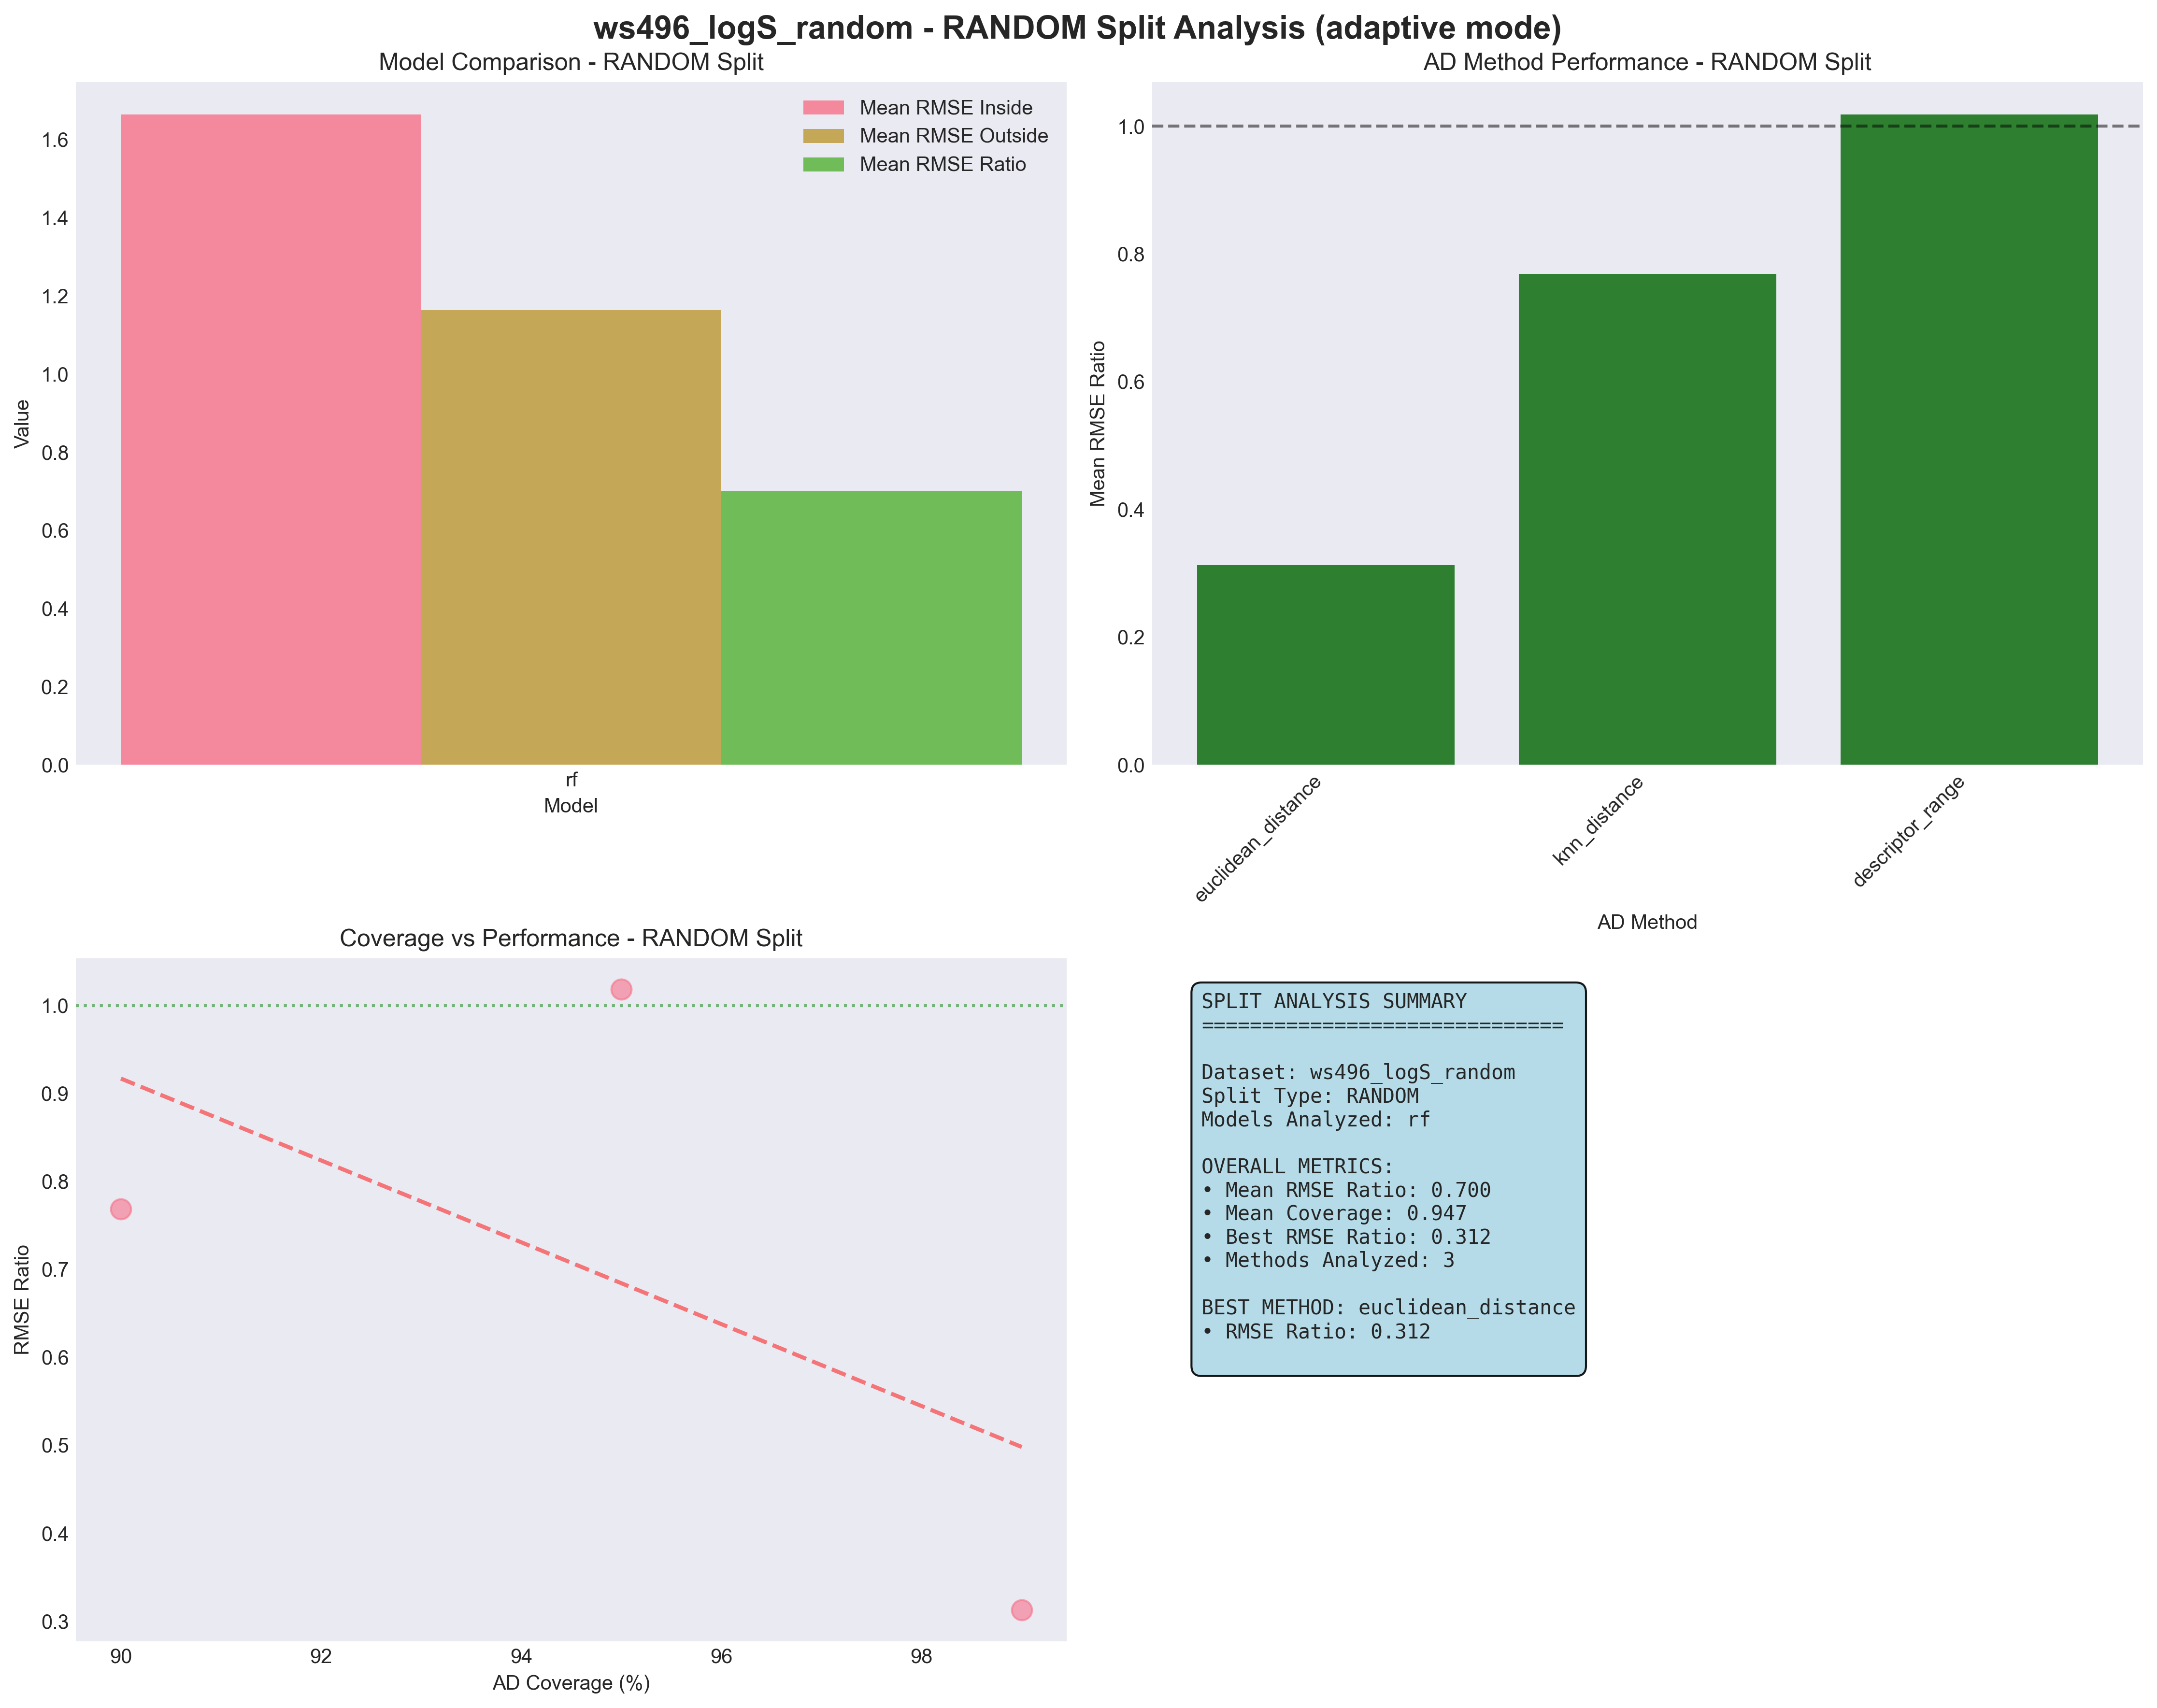 ws496_logS_random - RANDOM Split Analysis (adaptive mode)
Model Comparison - RANDOM Split
Mean RMSE Inside
Mean RMSE Outside
Mean RMSE Ratio
Value
1.6
1.4
1.2
1.0
0.8
0.6
0.4
0.2
0.0
rf
Model
AD Method Performance - RANDOM Split
Mean RMSE Ratio
1.0
0.8
0.6
0.4
0.2
0.0
euclidean_distance
knn_distance
descriptor_range
AD Method
Coverage vs Performance - RANDOM Split
RMSE Ratio
1.0
0.9
0.8
0.7
0.6
0.5
0.4
0.3
90
92
94
96
98
AD Coverage (%)
SPLIT ANALYSIS SUMMARY
==============================
Dataset: ws496_logS_random
Split Type: RANDOM
Models Analyzed: rf
OVERALL METRICS:
• Mean RMSE Ratio: 0.700
• Mean Coverage: 0.947
• Best RMSE Ratio: 0.312
• Methods Analyzed: 3
BEST METHOD: euclidean_distance
• RMSE Ratio: 0.312